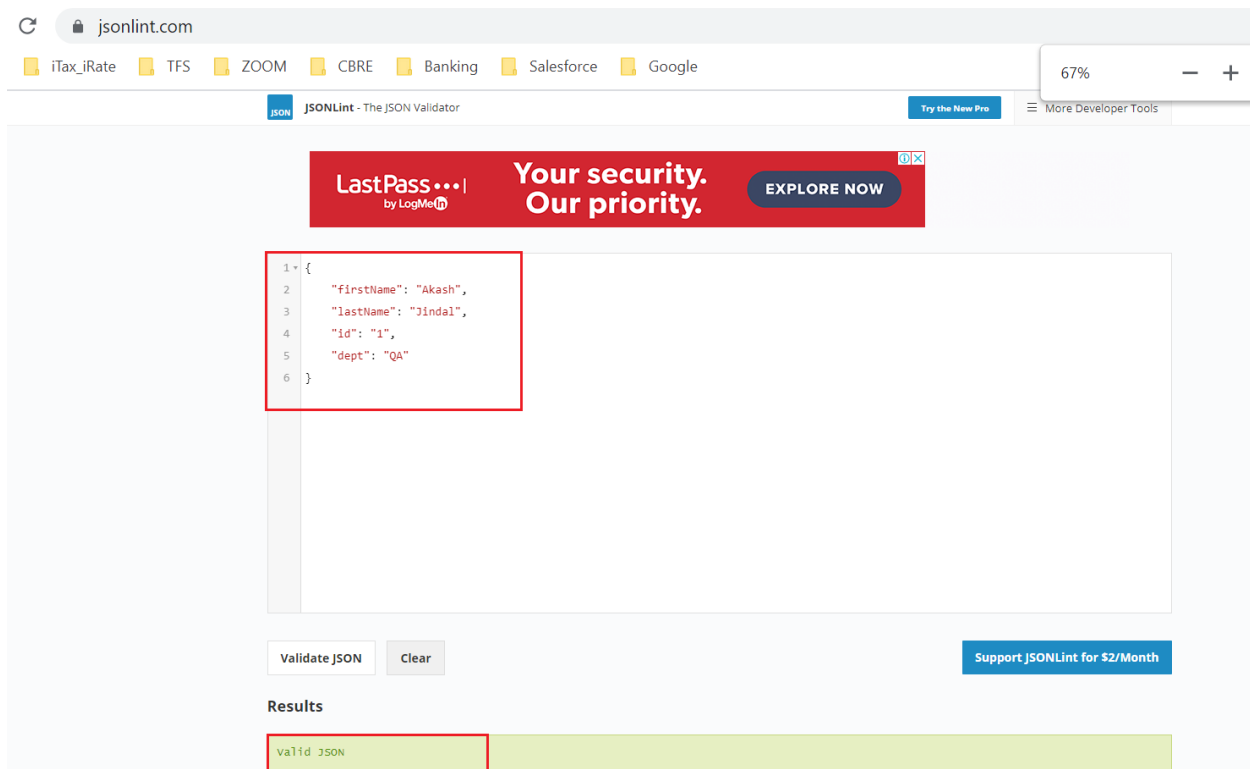 jsonlint.com
iTax_iRate TFS ZOOM CBRE Banking Salesforce Google
67%
JSON JSONLint - The JSON Validator Try the New Pro More Developer Tools
LastPass •••|
by LogMeIn
Your security.
Our priority.
EXPLORE NOW
1 {
2 "firstName": "Akash",
3 "lastName": "Jindal",
4 "id": "1",
5 "dept": "QA"
6 }
Validate JSON Clear Support JSONLint for $2/Month
Results
Valid JSON